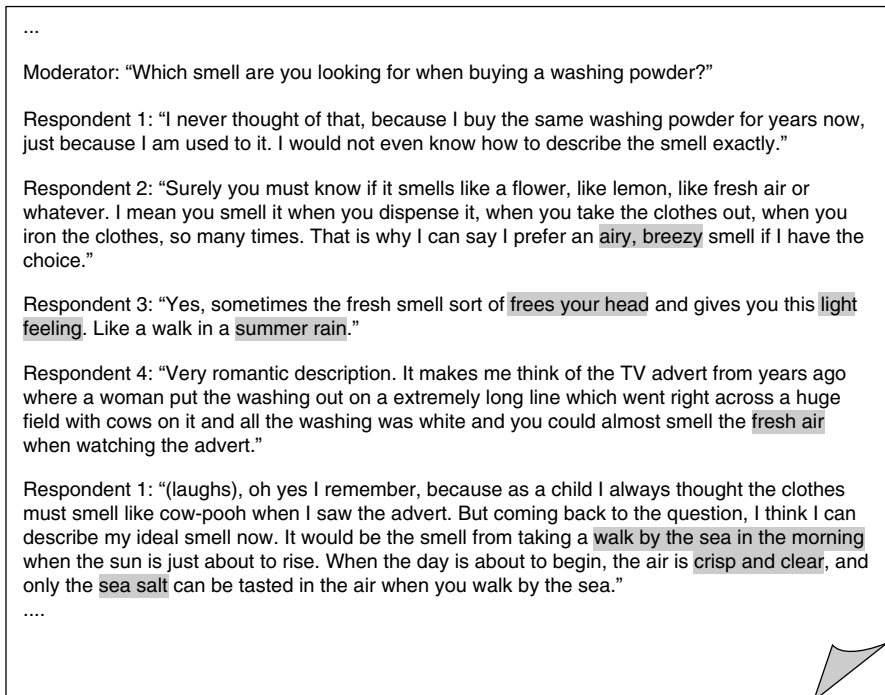 ...
Moderator: “Which smell are you looking for when buying a washing powder?”
Respondent 1: “I never thought of that, because I buy the same washing powder for years now,
just because I am used to it. I would not even know how to describe the smell exactly.”
Respondent 2: “Surely you must know if it smells like a flower, like lemon, like fresh air or
whatever. I mean you smell it when you dispense it, when you take the clothes out, when you
iron the clothes, so many times. That is why I can say I prefer an airy, breezy smell if I have the
choice.”
Respondent 3: “Yes, sometimes the fresh smell sort of frees your head and gives you this light
feeling. Like a walk in a summer rain.”
Respondent 4: “Very romantic description. It makes me think of the TV advert from years ago
where a woman put the washing out on a extremely long line which went right across a huge
field with cows on it and all the washing was white and you could almost smell the fresh air
when watching the advert.”
Respondent 1: “(laughs), oh yes I remember, because as a child I always thought the clothes
must smell like cow-pooh when I saw the advert. But coming back to the question, I think I can
describe my ideal smell now. It would be the smell from taking a walk by the sea in the morning
when the sun is just about to rise. When the day is about to begin, the air is crisp and clear, and
only the sea salt can be tasted in the air when you walk by the sea.”
....